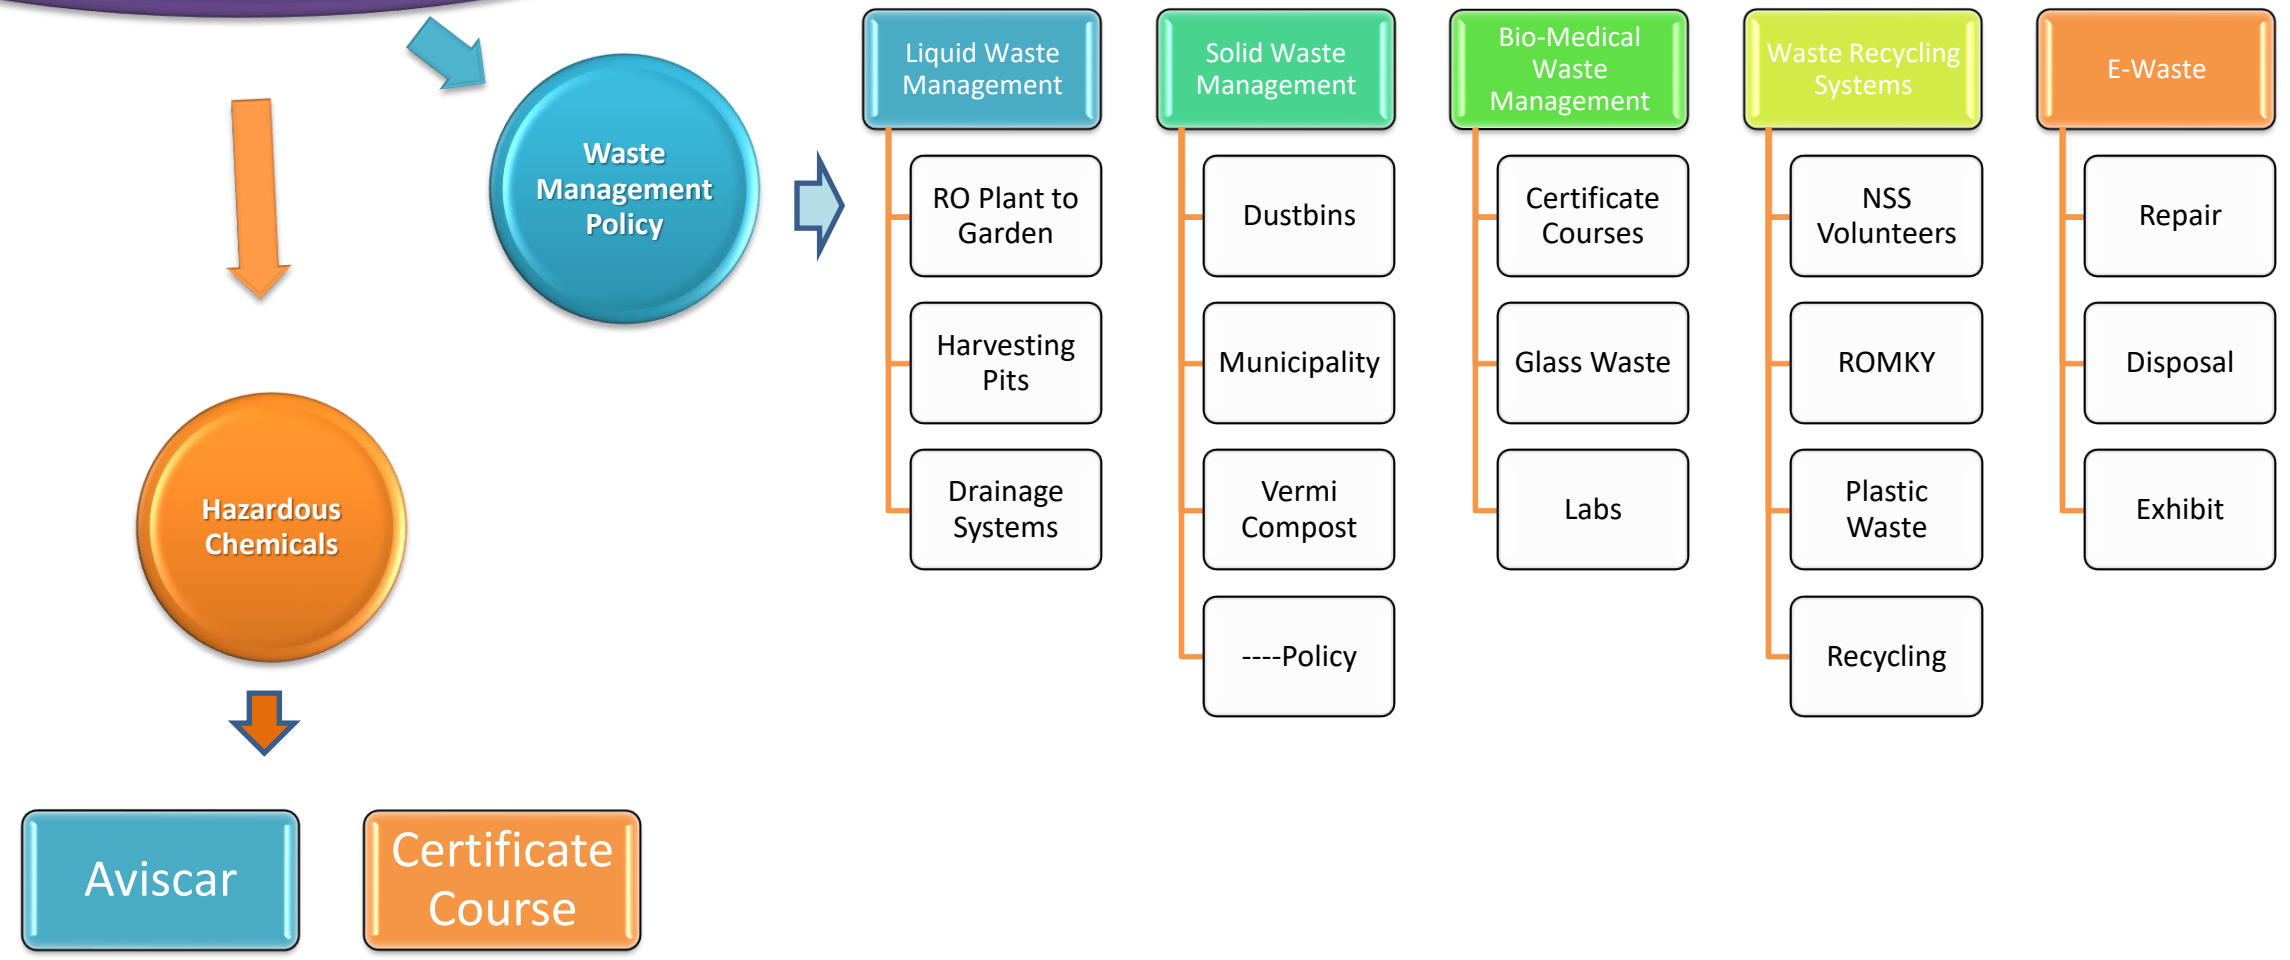 Waste
Management
Policy
Liquid Waste
Management
RO Plant to
Garden
Harvesting
Pits
Drainage
Systems
Solid Waste
Management
Dustbins
Municipality
Vermi
Compost
----Policy
Bio-Medical
Waste
Management
Certificate
Courses
Glass Waste
Labs
Waste Recycling
Systems
NSS
Volunteers
ROMKY
Plastic
Waste
Recycling
E-Waste
Repair
Disposal
Exhibit
Hazardous
Chemicals
Aviscar
Certificate
Course